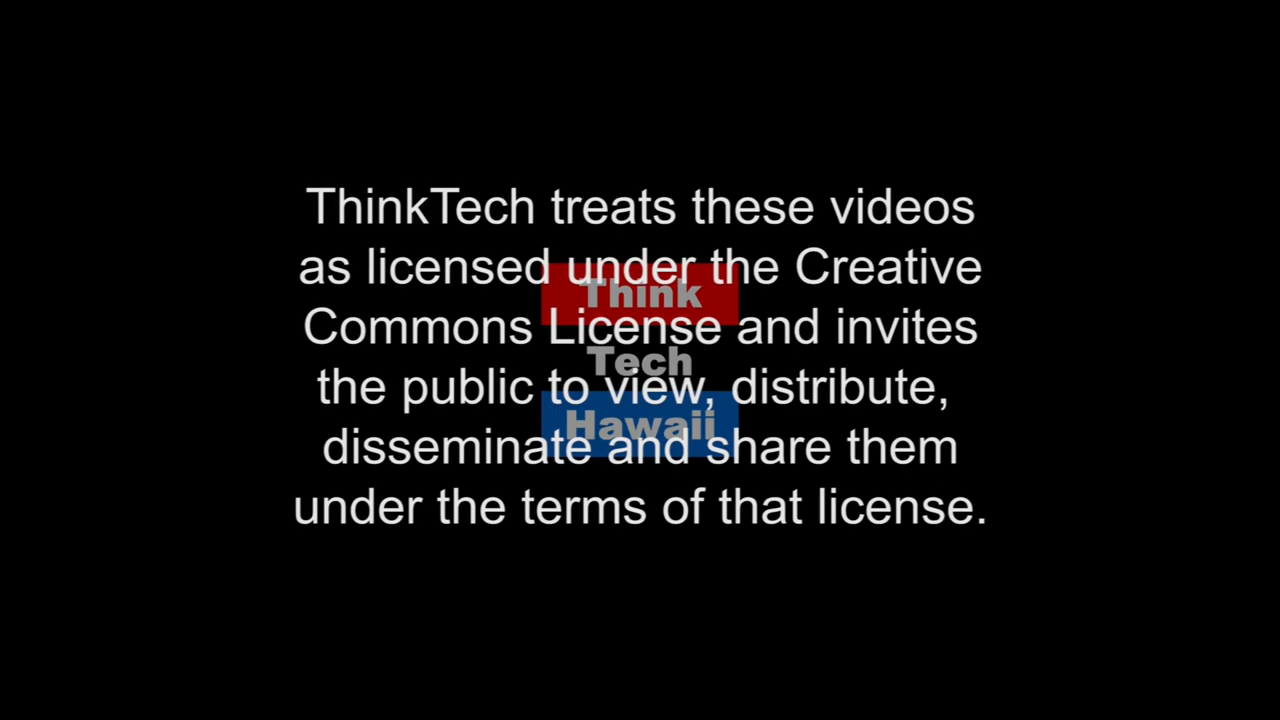 ThinkTech treats these videos
as licensed under the Creative
Think
Commons License and invites
Tech
the public to view, distribute,
Hawaii
disseminate and share them
under the terms of that license.